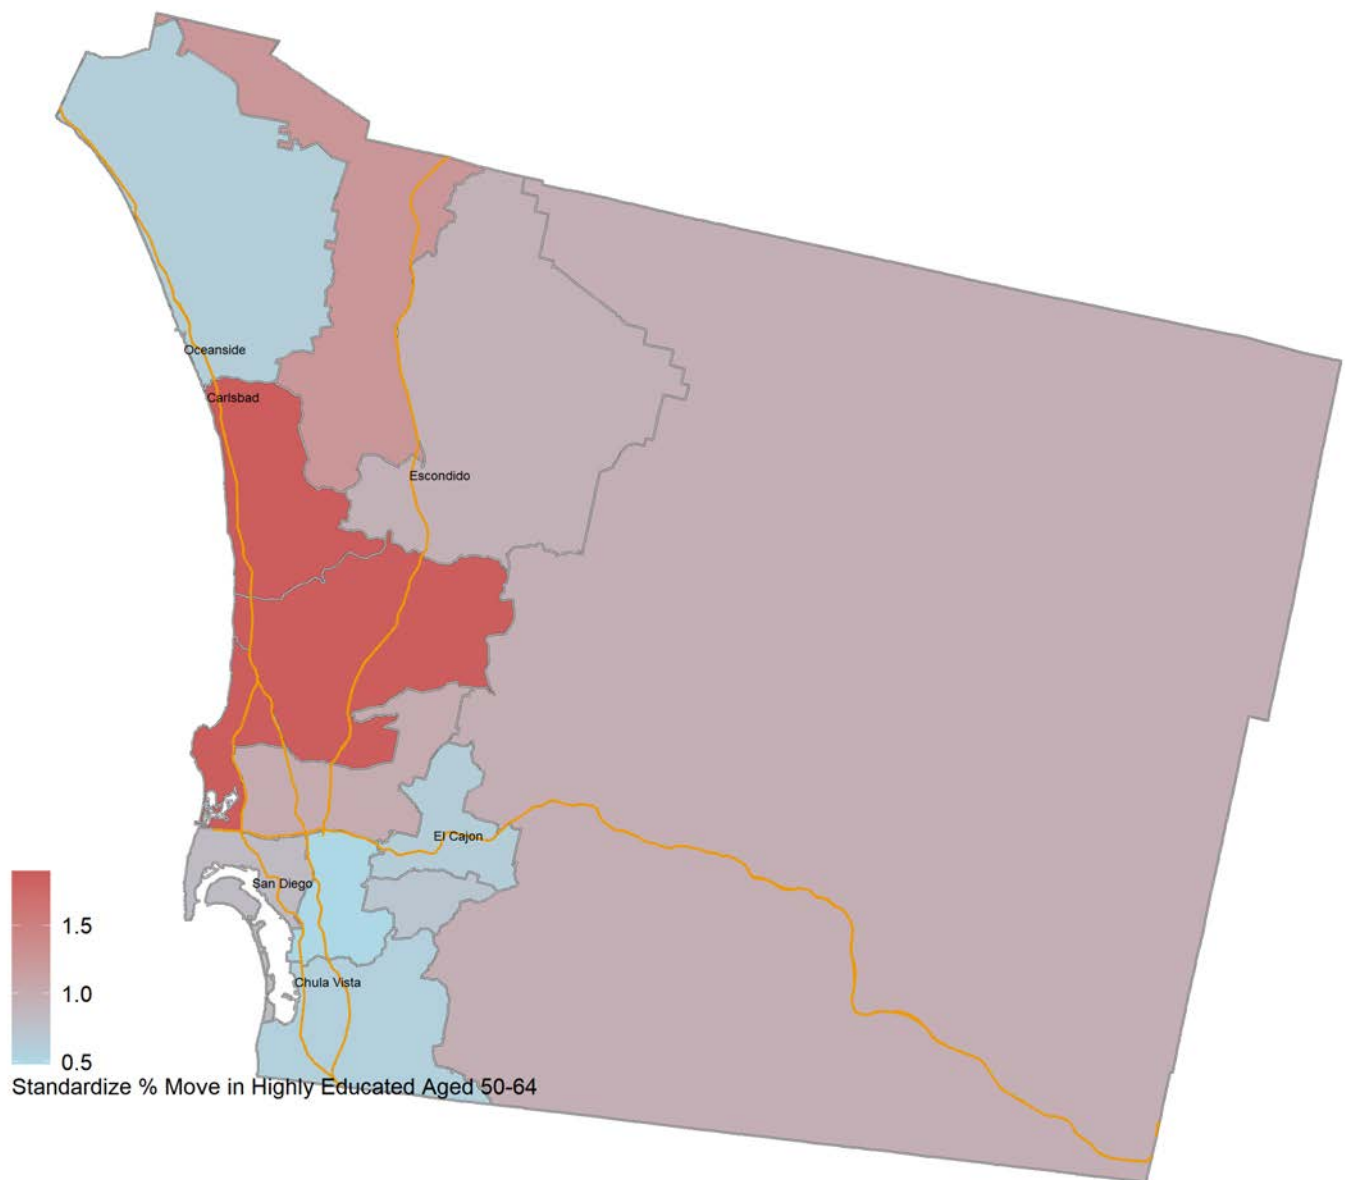 Oceanside
Carlsbad
Escondido
El Cajon
San Diego
1.5
Chula Vista
1.0
0.5
Standardize % Move in Highly Educated Aged 50-64